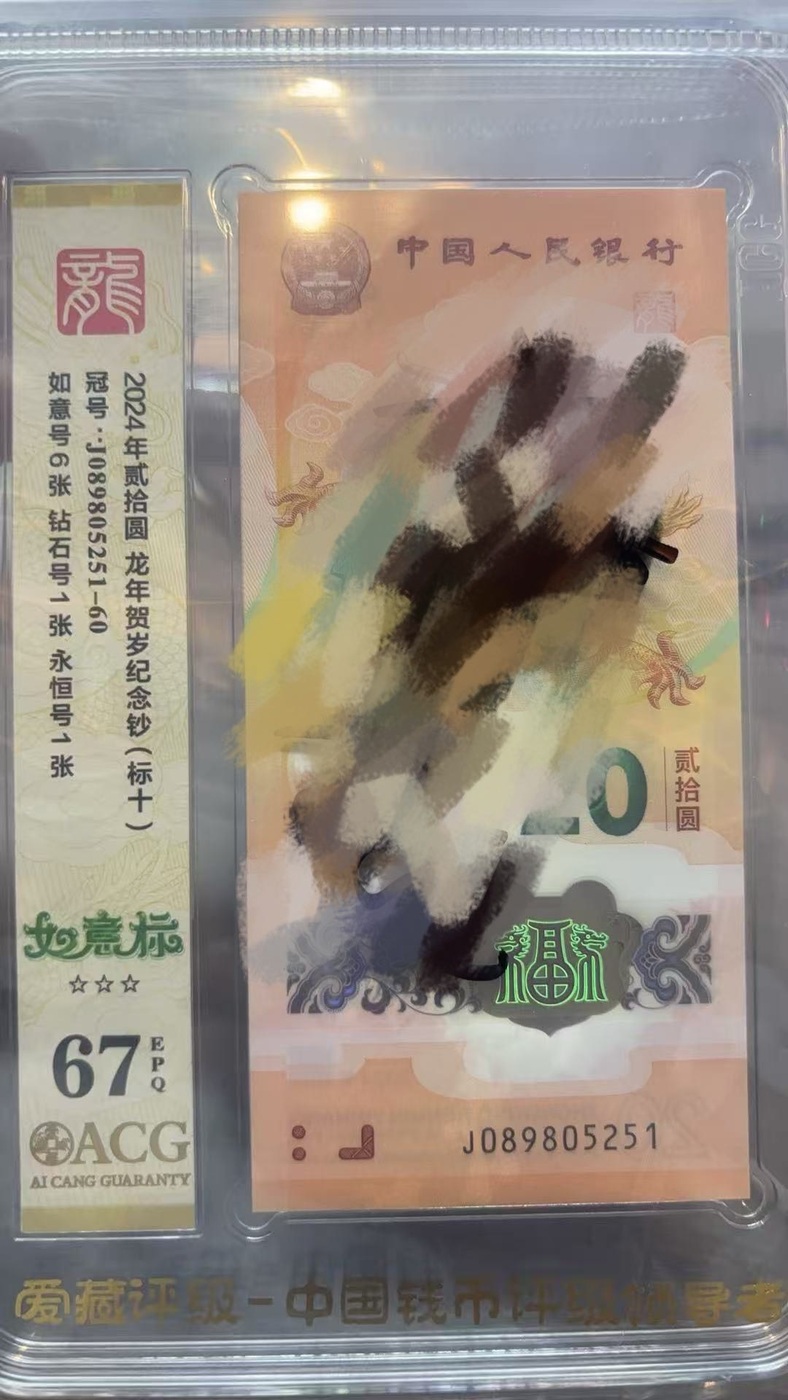 龍
2024年贰拾圆 龙年贺岁纪念钞(标十)
冠号:J089805251-60
如意号6张 钻石号1张 永恒号1张
如意标
67
EPQ
ACG
AI CANG GUARANTY
中国人民银行
龍
20
贰拾圆
福
J089805251
爱藏评级-中国钱币评级领导者